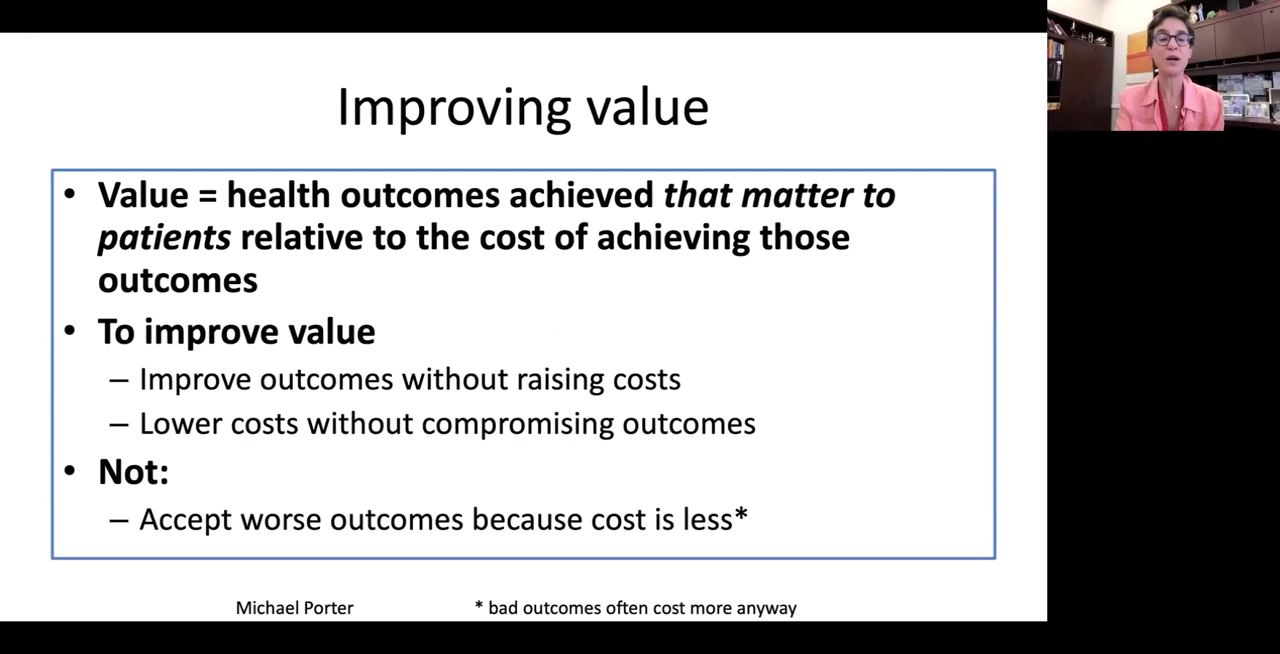 Improving value
• Value = health outcomes achieved that matter to
patients relative to the cost of achieving those
outcomes
• To improve value
– Improve outcomes without raising costs
– Lower costs without compromising outcomes
• Not:
– Accept worse outcomes because cost is less*
Michael Porter
* bad outcomes often cost more anyway